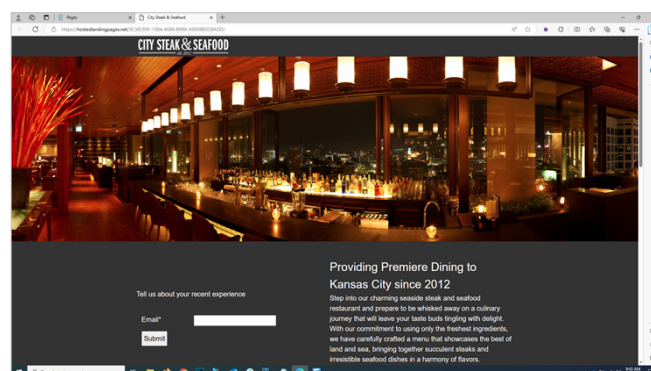 Pages
City Steak & Seafood
CITY STEAK & SEAFOOD
Tell us about your recent experience
Email*
Submit
Providing Premiere Dining to
Kansas City since 2012
Step into our charming seaside steak and seafood
restaurant and prepare to be whisked away on a culinary
journey that will leave your taste buds tingling with delight.
With our commitment to using only the freshest ingredients,
we have carefully crafted a menu that showcases the best of
land and sea, bringing together succulent steaks and
irresistible seafood dishes in a harmony of flavors.